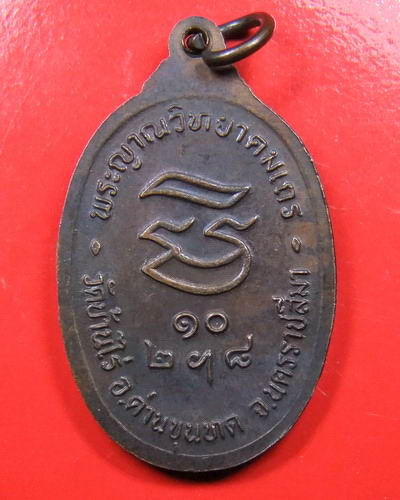 พระญาณวิทยาคมเถร
๑๐
๒๕๘
วัดบ้านไร่ อ.ด่านขุนทด จ.นครราชสีมา